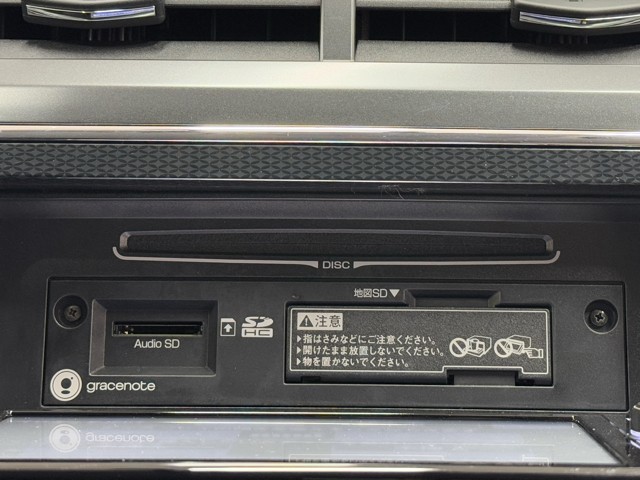 DISC
地図SD▼
Audio SD
SD
HC
⚠注意
▶指はさみなどにご注意ください。
▶開けたまま放置しないでください。
▶物を置かないでください。
gracenote